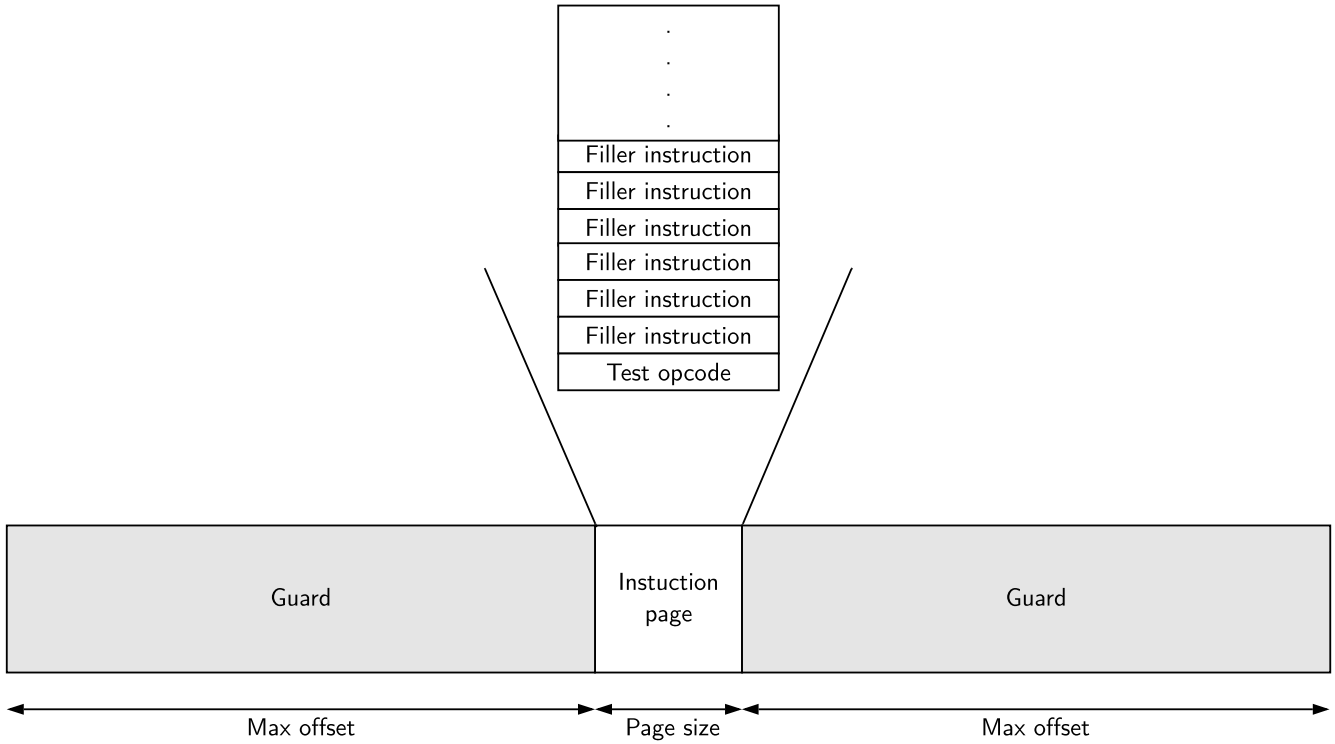 .
.
.
.
Filler instruction
Filler instruction
Filler instruction
Filler instruction
Filler instruction
Filler instruction
Test opcode
Guard
Instuction
page
Guard
Max offset
Page size
Max offset